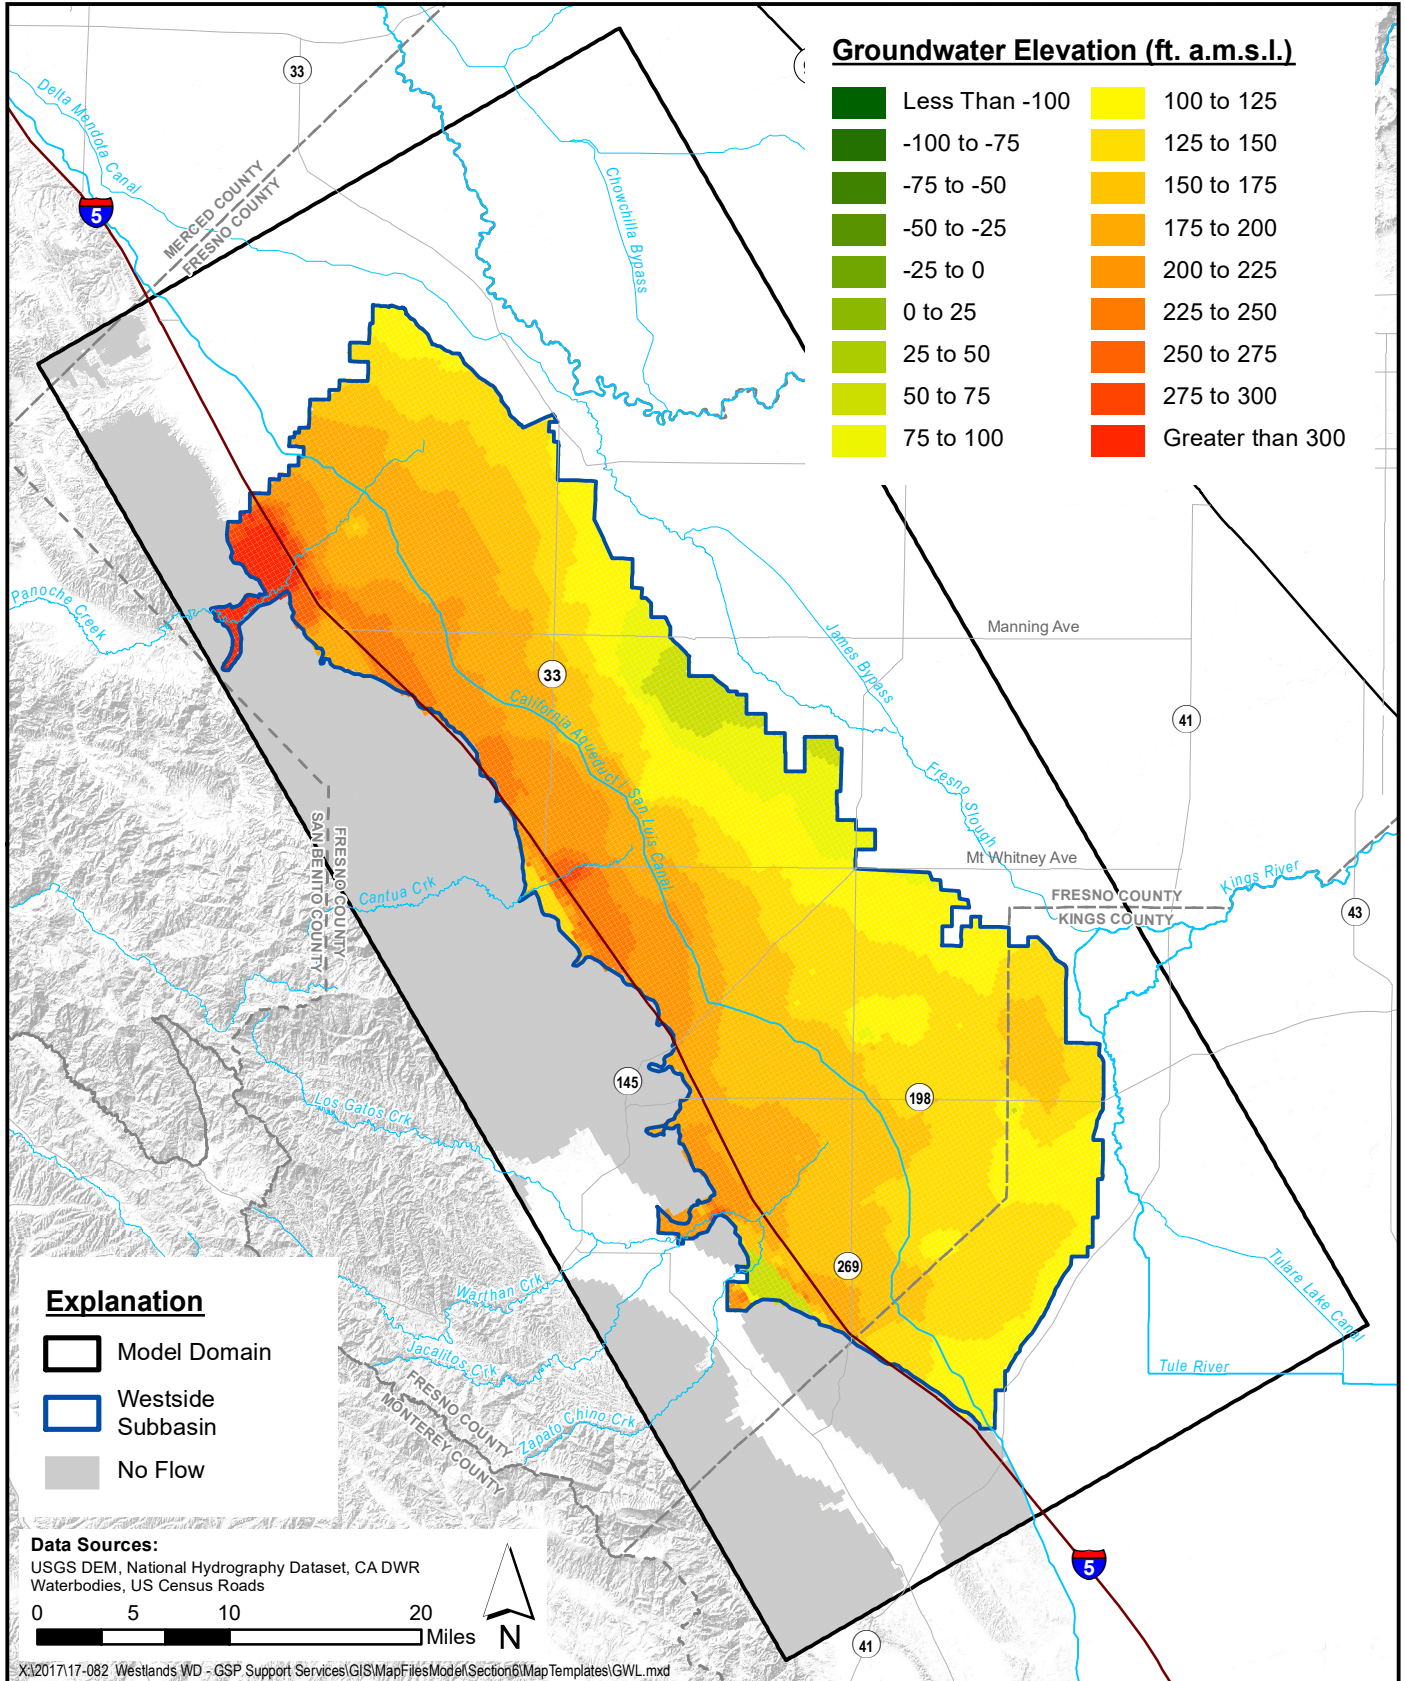 Groundwater Elevation (ft. a.m.s.l.)
Less Than -100
-100 to -75
-75 to -50
-50 to -25
-25 to 0
0 to 25
25 to 50
50 to 75
75 to 100
100 to 125
125 to 150
150 to 175
175 to 200
200 to 225
225 to 250
250 to 275
275 to 300
Greater than 300
33
Delta Mendota Canal
5
MERCED COUNTY
FRESNO COUNTY
Chowchilla Bypass
Panoche Creek
Manning Ave
James Bypass
33
California Aqueduct / San Luis Canal
41
Fresno Slough
SAN BENITO COUNTY
FRESNO COUNTY
Mt Whitney Ave
Cantua Crk
FRESNO COUNTY
KINGS COUNTY
Kings River
43
145
Los Gatos Crk
198
269
Warthan Crk
Jacalitos Crk
Tulare Lake Canal
Tule River
FRESNO COUNTY
MONTEREY COUNTY
Zapato Chino Crk
5
41
Explanation
Model Domain
Westside
Subbasin
No Flow
Data Sources:
USGS DEM, National Hydrography Dataset, CA DWR
Waterbodies, US Census Roads
0 5 10 20
Miles
N
X:\2017\17-082 Westlands WD - GSP Support Services\GIS\MapFilesModel\Section6\MapTemplates\GWL.mxd